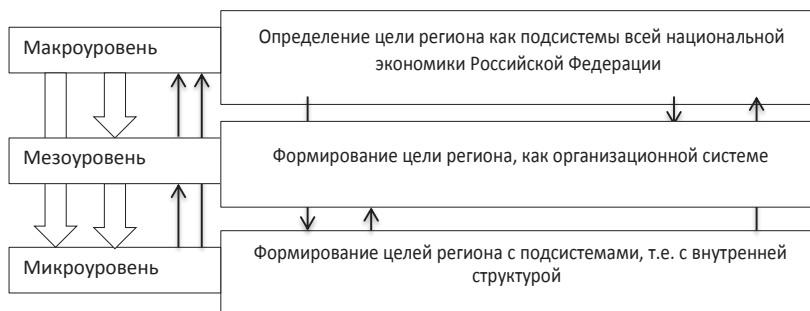 Макроуровень
Определение цели региона как подсистемы всей национальной
экономики Российской Федерации
Мезоуровень
Формирование цели региона, как организационной системе
Микроуровень
Формирование целей региона с подсистемами, т.е. с внутренней
структурой